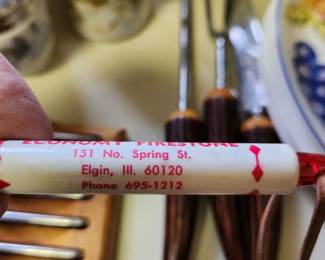 ECONOMY FIRESTONE
151 No. Spring St.
Elgin, Ill. 60120
Phone 695-1212